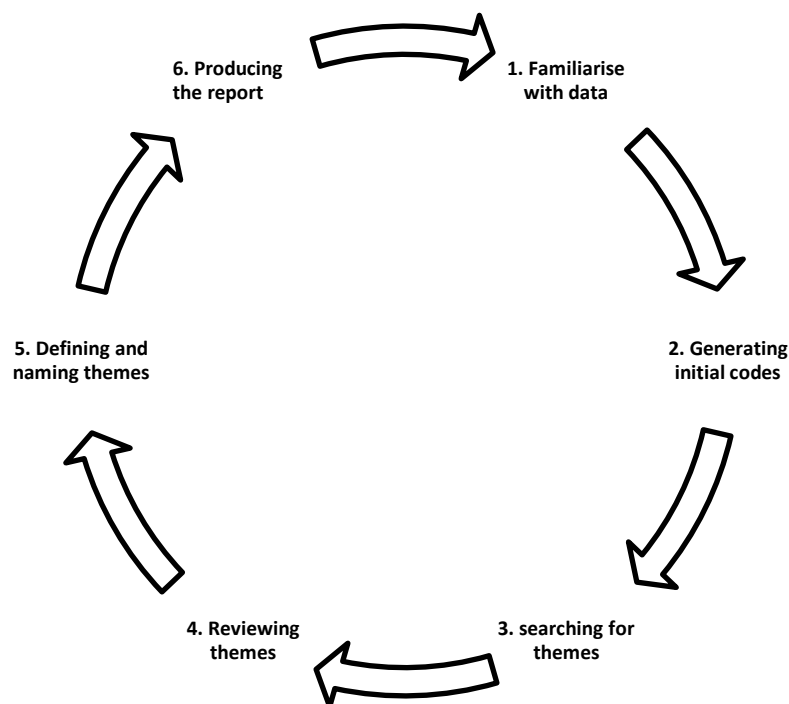 1. Familiarise
with data
2. Generating
initial codes
3. searching for
themes
4. Reviewing
themes
5. Defining and
naming themes
6. Producing
the report